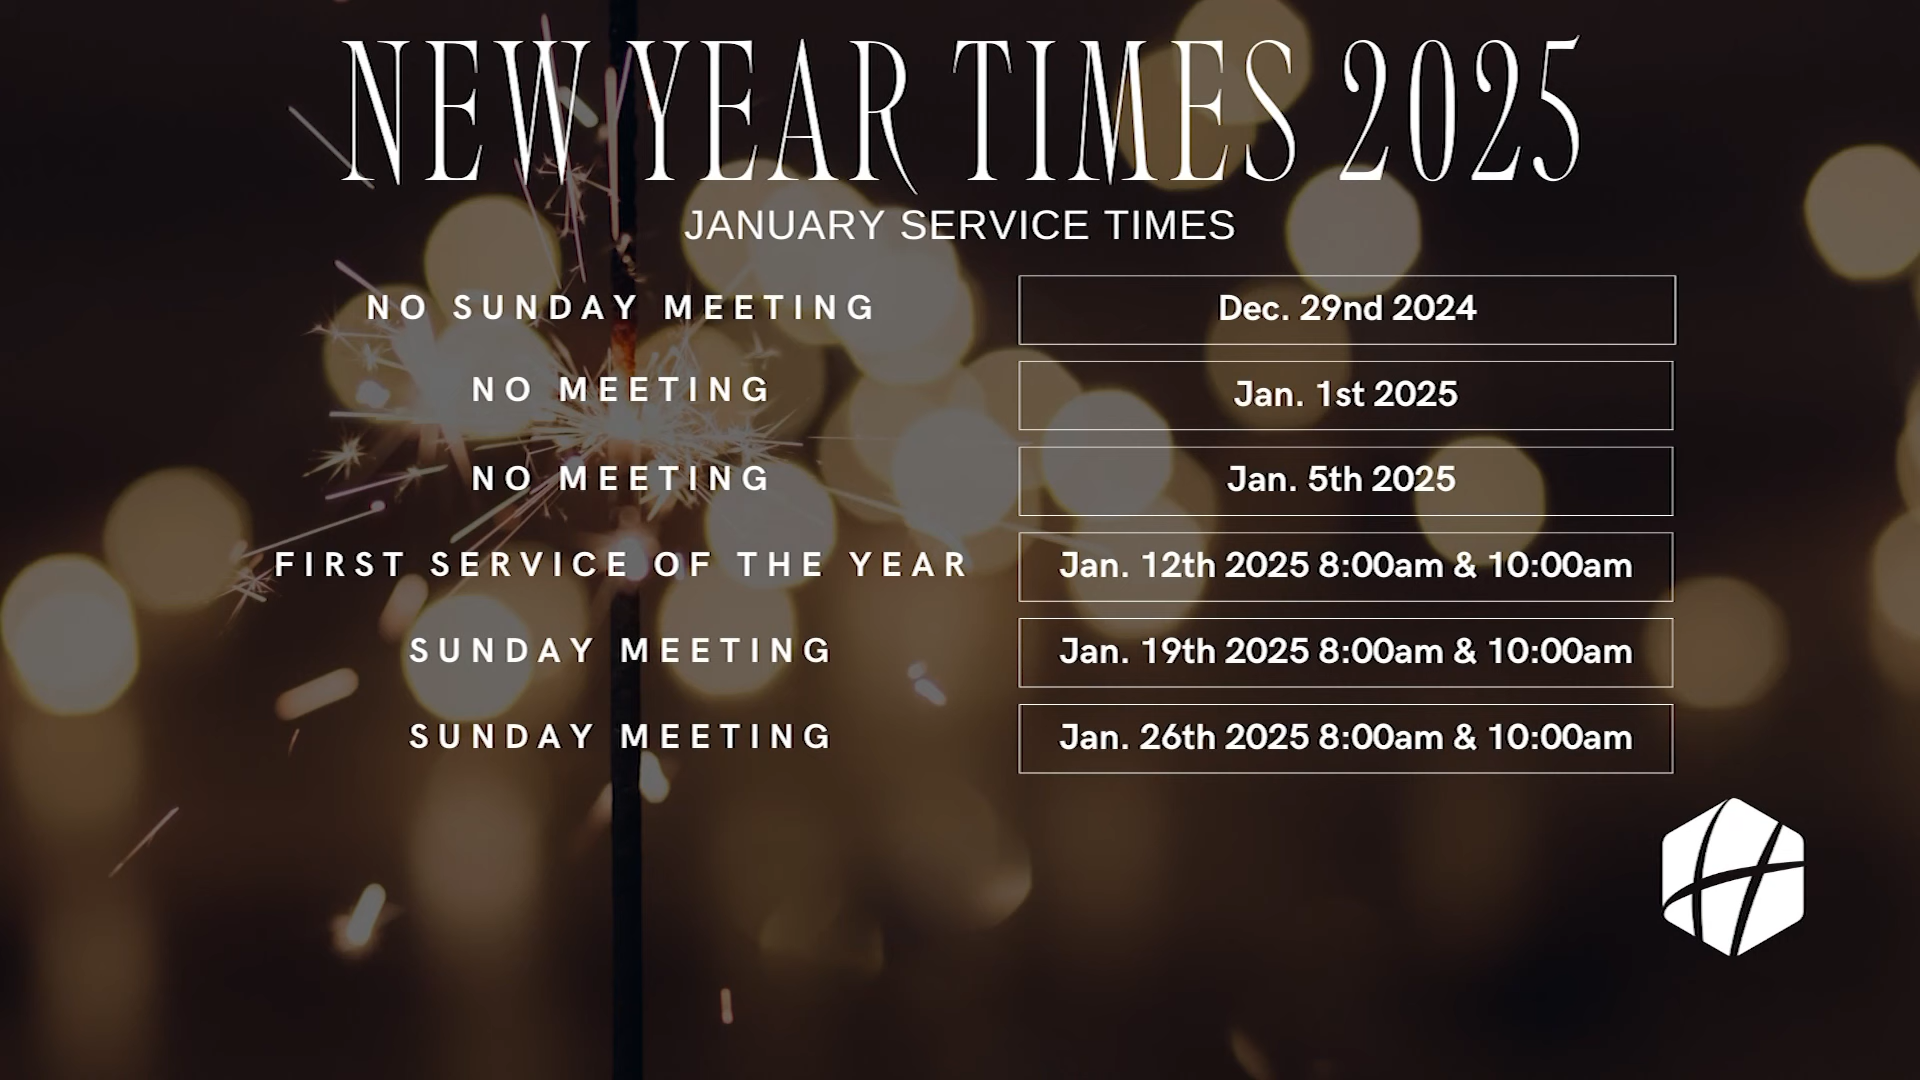 NEW YEAR TIMES 2025
JANUARY SERVICE TIMES
NO SUNDAY MEETING Dec. 29nd 2024
NO MEETING Jan. 1st 2025
NO MEETING Jan. 5th 2025
FIRST SERVICE OF THE YEAR Jan. 12th 2025 8:00am & 10:00am
SUNDAY MEETING Jan. 19th 2025 8:00am & 10:00am
SUNDAY MEETING Jan. 26th 2025 8:00am & 10:00am